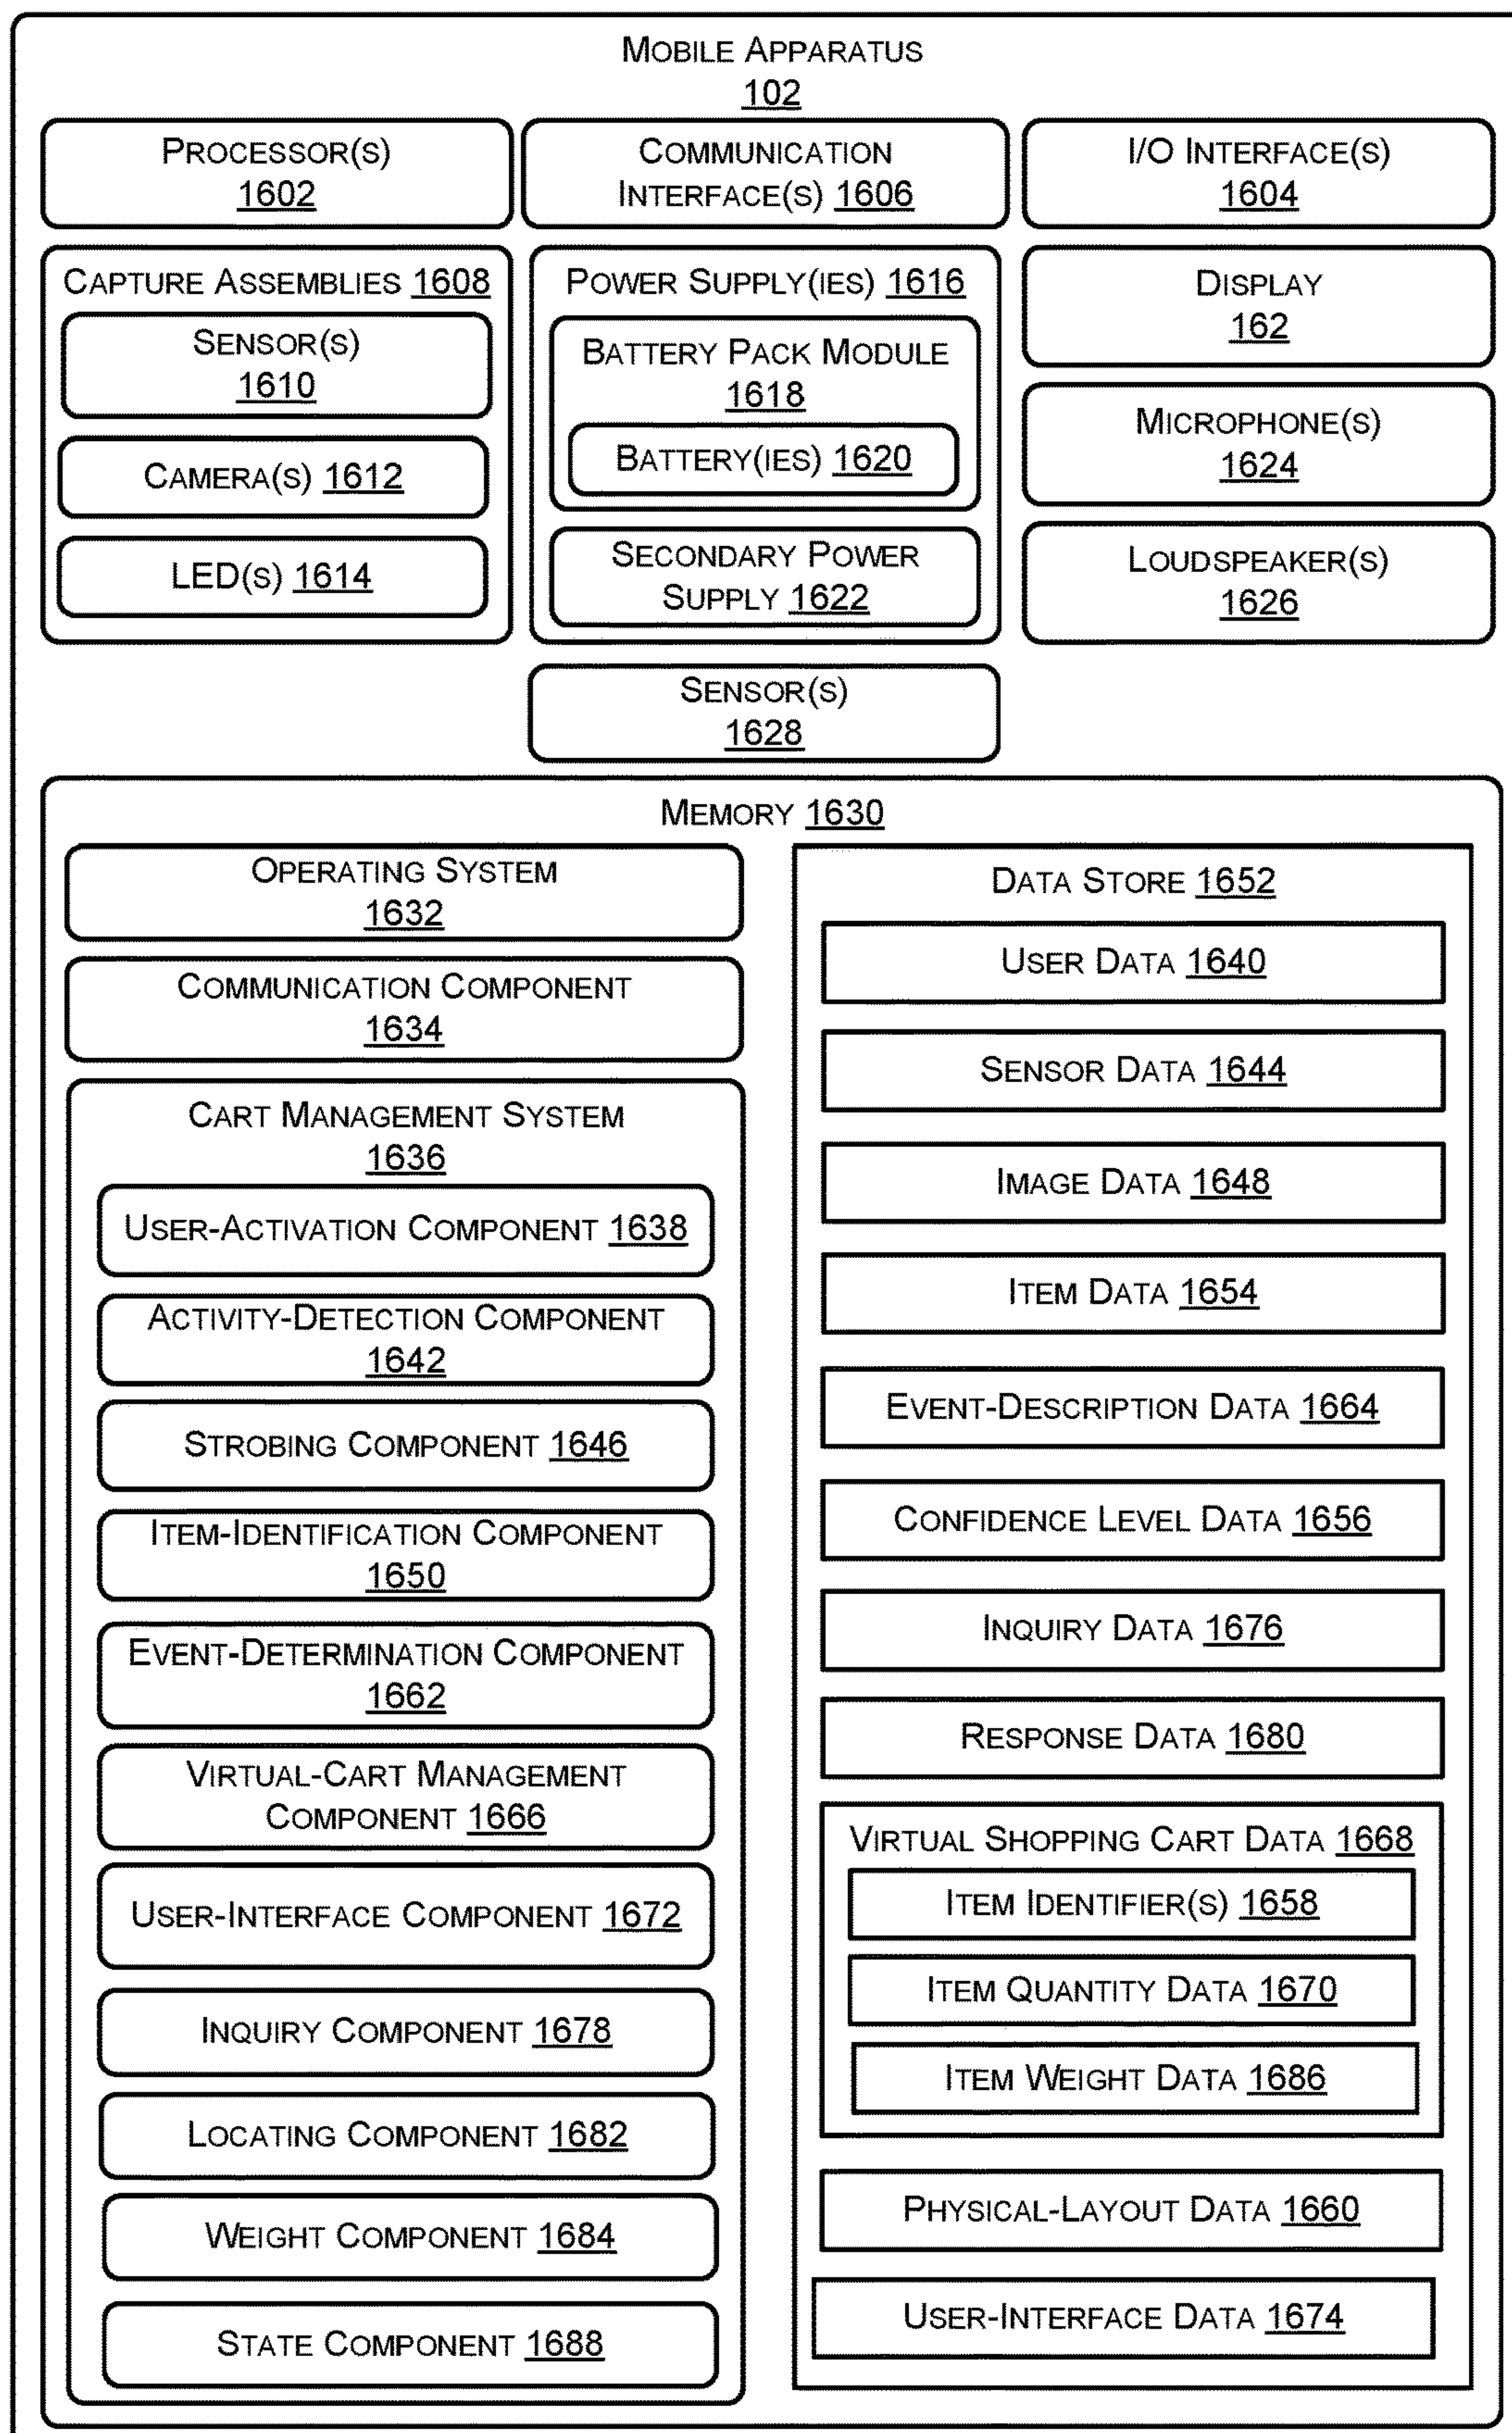 MOBILE APPARATUS
102
PROCESSOR(S)
1602
COMMUNICATION
INTERFACE(S) 1606
I/O INTERFACE(S)
1604
CAPTURE ASSEMBLIES 1608
SENSOR(S)
1610
CAMERA(S) 1612
LED(S) 1614
POWER SUPPLY(IES) 1616
BATTERY PACK MODULE
1618
BATTERY(IES) 1620
SECONDARY POWER
SUPPLY 1622
DISPLAY
162
MICROPHONE(S)
1624
LOUDSPEAKER(S)
1626
SENSOR(S)
1628
MEMORY 1630
OPERATING SYSTEM
1632
COMMUNICATION COMPONENT
1634
CART MANAGEMENT SYSTEM
1636
USER-ACTIVATION COMPONENT 1638
ACTIVITY-DETECTION COMPONENT
1642
STROBING COMPONENT 1646
ITEM-IDENTIFICATION COMPONENT
1650
EVENT-DETERMINATION COMPONENT
1662
VIRTUAL-CART MANAGEMENT
COMPONENT 1666
USER-INTERFACE COMPONENT 1672
INQUIRY COMPONENT 1678
LOCATING COMPONENT 1682
WEIGHT COMPONENT 1684
STATE COMPONENT 1688
DATA STORE 1652
USER DATA 1640
SENSOR DATA 1644
IMAGE DATA 1648
ITEM DATA 1654
EVENT-DESCRIPTION DATA 1664
CONFIDENCE LEVEL DATA 1656
INQUIRY DATA 1676
RESPONSE DATA 1680
VIRTUAL SHOPPING CART DATA 1668
ITEM IDENTIFIER(S) 1658
ITEM QUANTITY DATA 1670
ITEM WEIGHT DATA 1686
PHYSICAL-LAYOUT DATA 1660
USER-INTERFACE DATA 1674